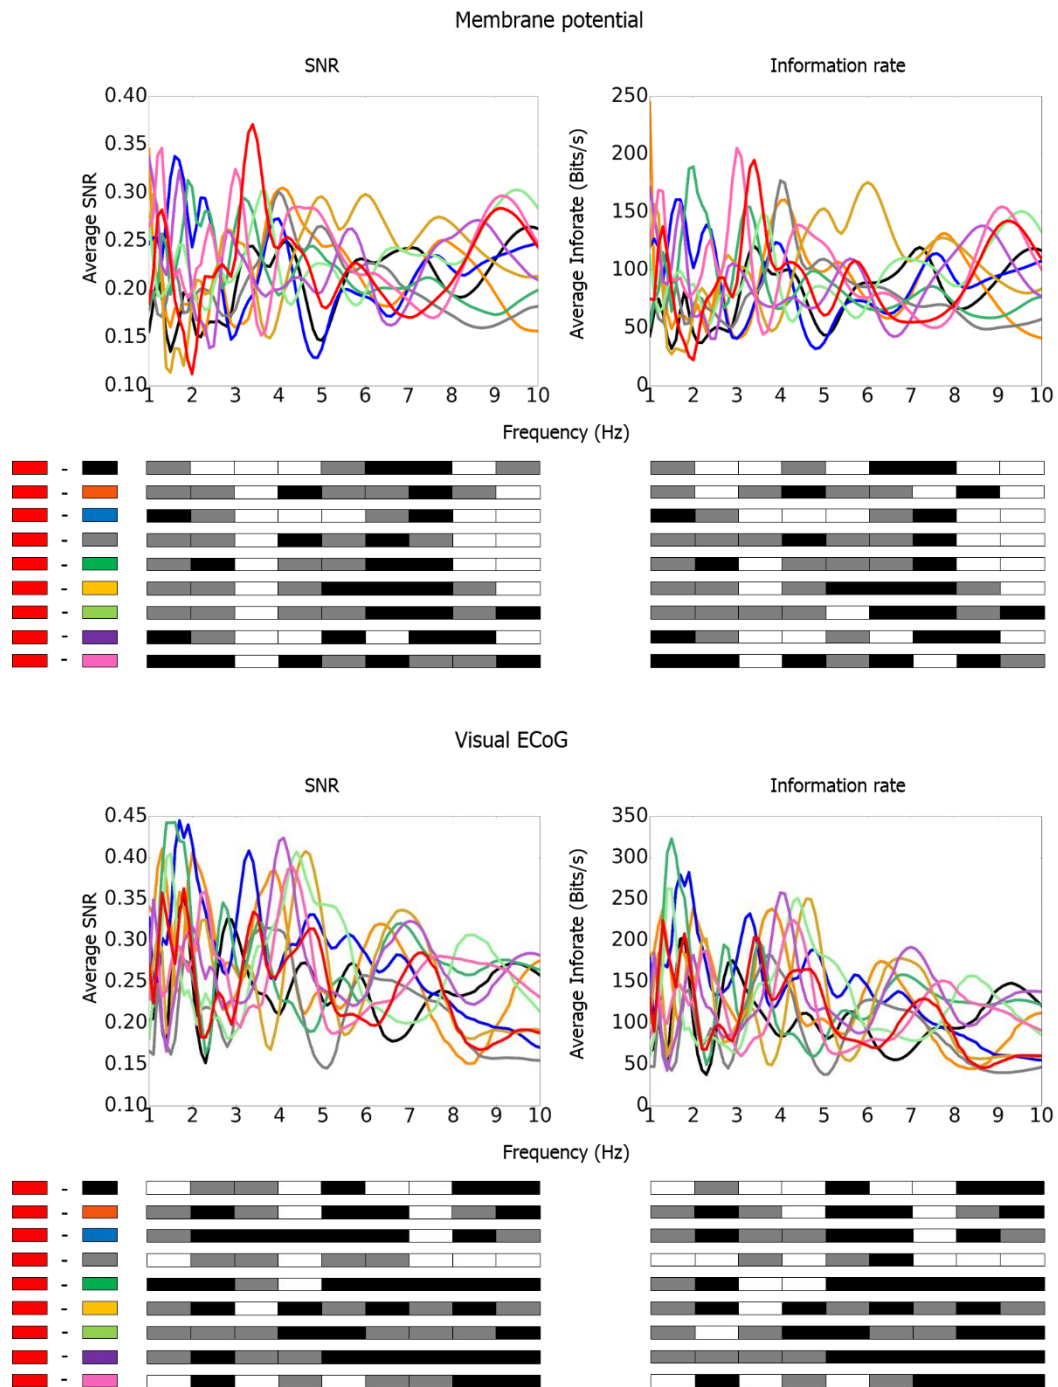 Membrane potential
SNR
Information rate
Average SNR
0.40
0.35
0.30
0.25
0.20
0.15
0.10
1 2 3 4 5 6 7 8 9 10
Average Inforate (Bits/s)
250
200
150
100
50
0
1 2 3 4 5 6 7 8 9 10
Frequency (Hz)
-
-
-
-
-
-
-
-
-
Visual ECoG
SNR
Information rate
Average SNR
0.45
0.40
0.35
0.30
0.25
0.20
0.15
0.10
1 2 3 4 5 6 7 8 9 10
Average Inforate (Bits/s)
350
300
250
200
150
100
50
0
1 2 3 4 5 6 7 8 9 10
Frequency (Hz)
-
-
-
-
-
-
-
-
-